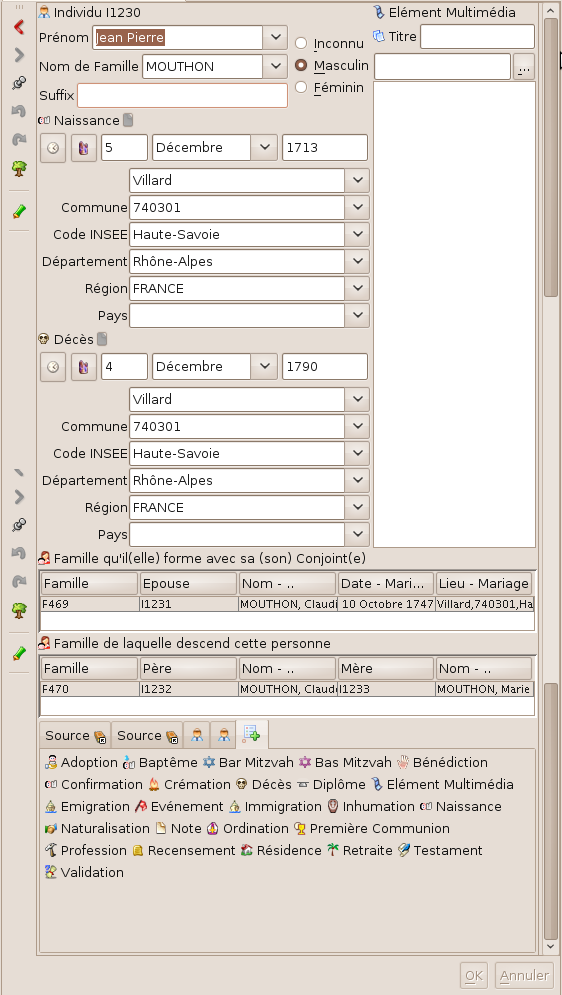 Individu I1230
Elément Multimédia
Prénom Jean Pierre
Inconnu
Titre
Nom de Famille MOUTHON
Masculin
...
Suffix
Féminin
Naissance
5 Décembre 1713
Villard
Commune 740301
Code INSEE Haute-Savoie
Département Rhône-Alpes
Région FRANCE
Pays
Décès
4 Décembre 1790
Villard
Commune 740301
Code INSEE Haute-Savoie
Département Rhône-Alpes
Région FRANCE
Pays
Famille qu'il(elle) forme avec sa (son) Conjoint(e)
Famille Epouse Nom - .. Date - Mari... Lieu - Mariage
F469 I1231 MOUTHON, Claudi 10 Octobre 1747 Villard,740301,Ha
Famille de laquelle descend cette personne
Famille Père Nom - .. Mère Nom - ..
F470 I1232 MOUTHON, Claudi I1233 MOUTHON, Marie
Source Source
Adoption Baptême Bar Mitzvah Bas Mitzvah Bénédiction
Confirmation Crémation Décès Diplôme Elément Multimédia
Emigration Evénement Immigration Inhumation Naissance
Naturalisation Note Ordination Première Communion
Profession Recensement Résidence Retraite Testament
Validation
OK Annuler